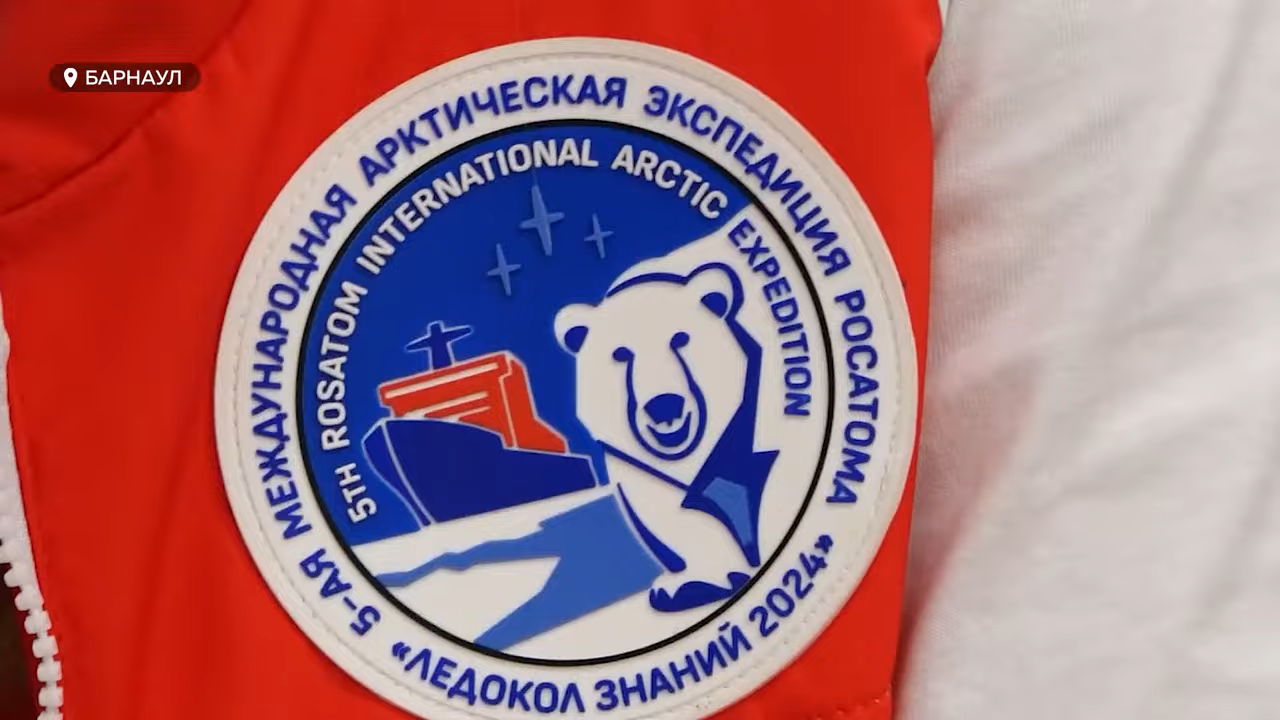 БАРНАУЛ
5-АЯ МЕЖДУНАРОДНАЯ АРКТИЧЕСКАЯ ЭКСПЕДИЦИЯ РОСАТОМА
«ЛЕДОКОЛ ЗНАНИЙ 2024»
5TH ROSATOM INTERNATIONAL ARCTIC EXPEDITION